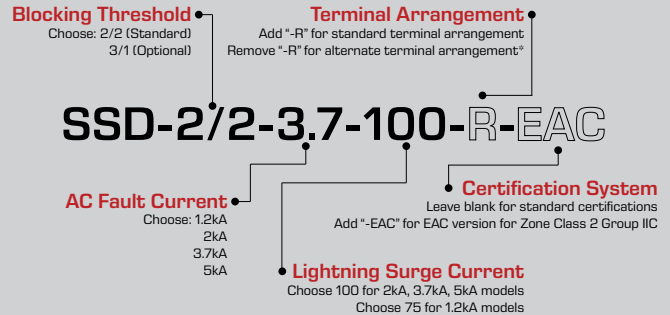 Blocking Threshold
Choose: 2/2 (Standard)
3/1 (Optional)
Terminal Arrangement
Add “-R” for standard terminal arrangement
Remove “-R” for alternate terminal arrangement*
SSD-2/2-3.7-100-R-EAC
AC Fault Current
Choose: 1.2kA
2kA
3.7kA
5kA
Certification System
Leave blank for standard certifications
Add “-EAC” for EAC version for Zone Class 2 Group IIC
Lightning Surge Current
Choose 100 for 2kA, 3.7kA, 5kA models
Choose 75 for 1.2kA models